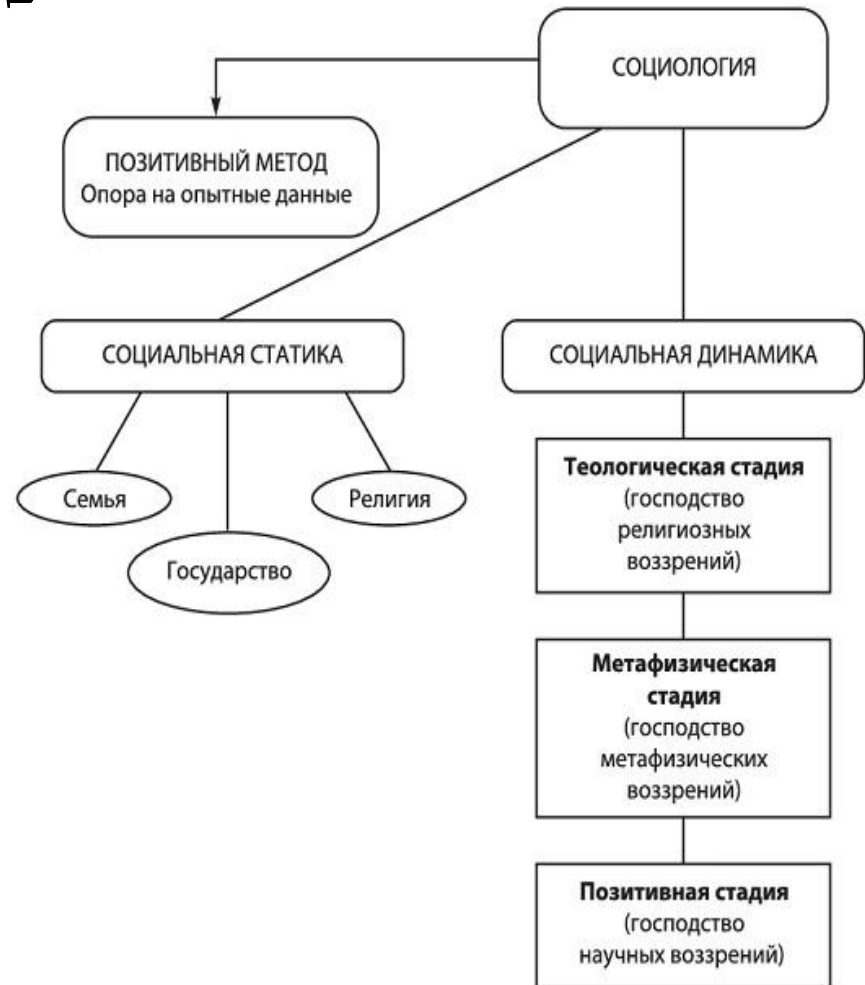 СОЦИОЛОГИЯ
ПОЗИТИВНЫЙ МЕТОД
Опора на опытные данные
СОЦИАЛЬНАЯ СТАТИКА
СОЦИАЛЬНАЯ ДИНАМИКА
Семья
Религия
Государство
Теологическая стадия
(господство
религиозных
воззрений)
Метафизическая
стадия
(господство
метафизических
воззрений)
Позитивная стадия
(господство
научных воззрений)